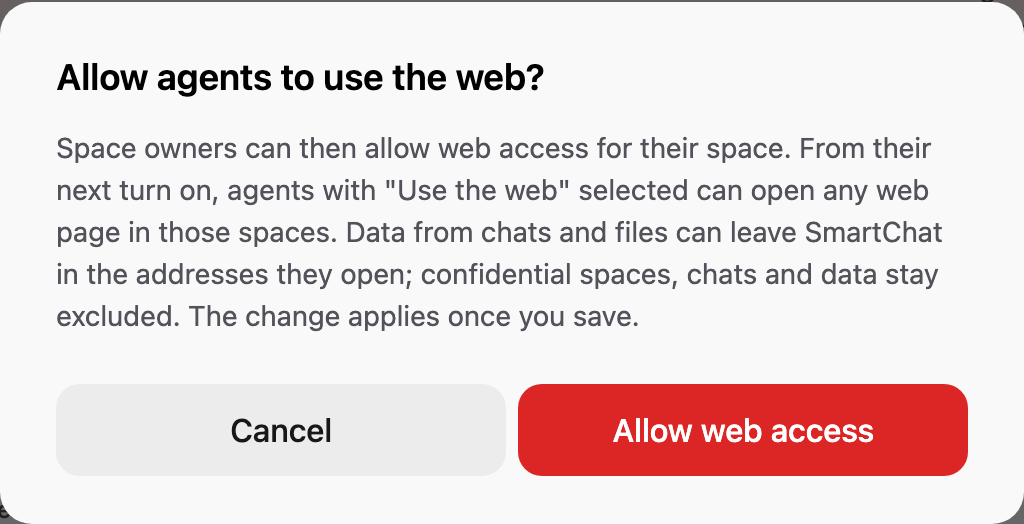 Allow agents to use the web?
Space owners can then allow web access for their space. From their
next turn on, agents with "Use the web" selected can open any web
page in those spaces. Data from chats and files can leave SmartChat
in the addresses they open; confidential spaces, chats and data stay
excluded. The change applies once you save.
Cancel
Allow web access